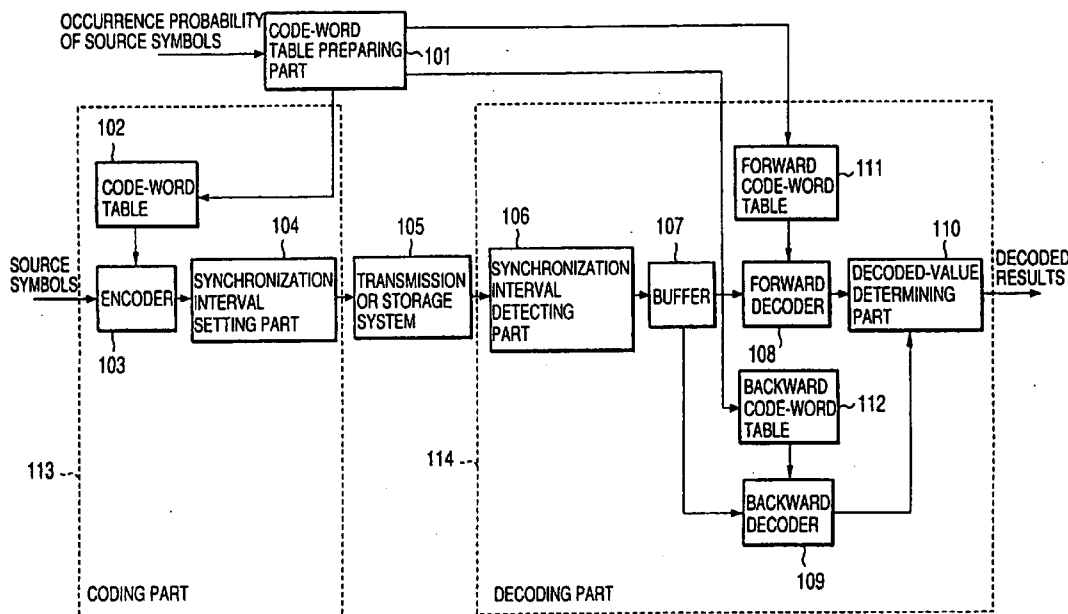 OCCURRENCE PROBABILITY
OF SOURCE SYMBOLS
CODE-WORD
TABLE PREPARING
PART
101
102
CODE-WORD
TABLE
FORWARD
CODE-WORD
TABLE
111
SOURCE
SYMBOLS
ENCODER
103
104
SYNCHRONIZATION
INTERVAL
SETTING PART
105
TRANSMISSION
OR STORAGE
SYSTEM
106
SYNCHRONIZATION
INTERVAL
DETECTING
PART
107
BUFFER
FORWARD
DECODER
108
110
DECODED-VALUE
DETERMINING
PART
DECODED
RESULTS
BACKWARD
CODE-WORD
TABLE
112
BACKWARD
DECODER
109
113
114
CODING PART
DECODING PART